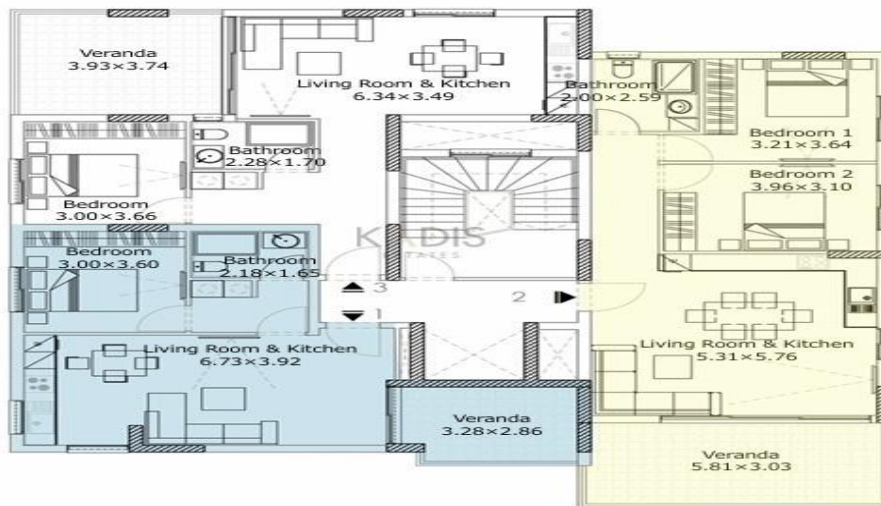 Veranda
3.93×3.74
Living Room & Kitchen
6.34×3.49
Bathroom
2.00×2.59
Bedroom 1
3.21×3.64
Bathroom
2.28×1.70
Bedroom 2
3.96×3.10
Bedroom
3.00×3.66
KADIS
ESTATES
Bedroom
3.00×3.60
Bathroom
2.18×1.65
3
2
1
Living Room & Kitchen
6.73×3.92
Living Room & Kitchen
5.31×5.76
Veranda
3.28×2.86
Veranda
5.81×3.03